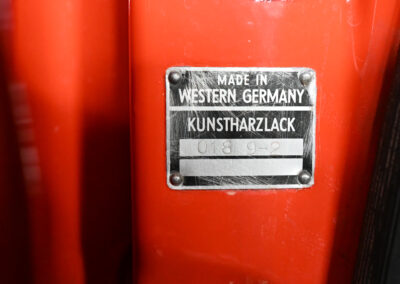 MADE IN
WESTERN GERMANY
KUNSTHARZLACK
018 9-2